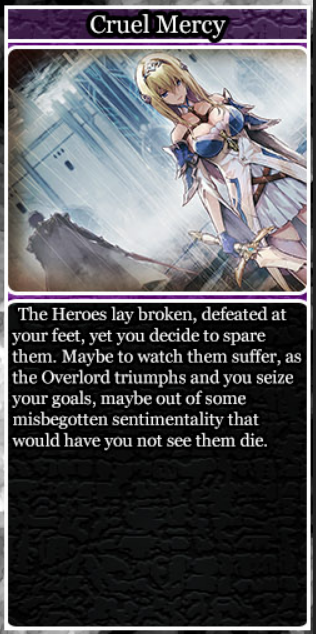 Cruel Mercy
The Heroes lay broken, defeated at
your feet, yet you decide to spare
them. Maybe to watch them suffer, as
the Overlord triumphs and you seize
your goals, maybe out of some
misbegotten sentimentality that
would have you not see them die.